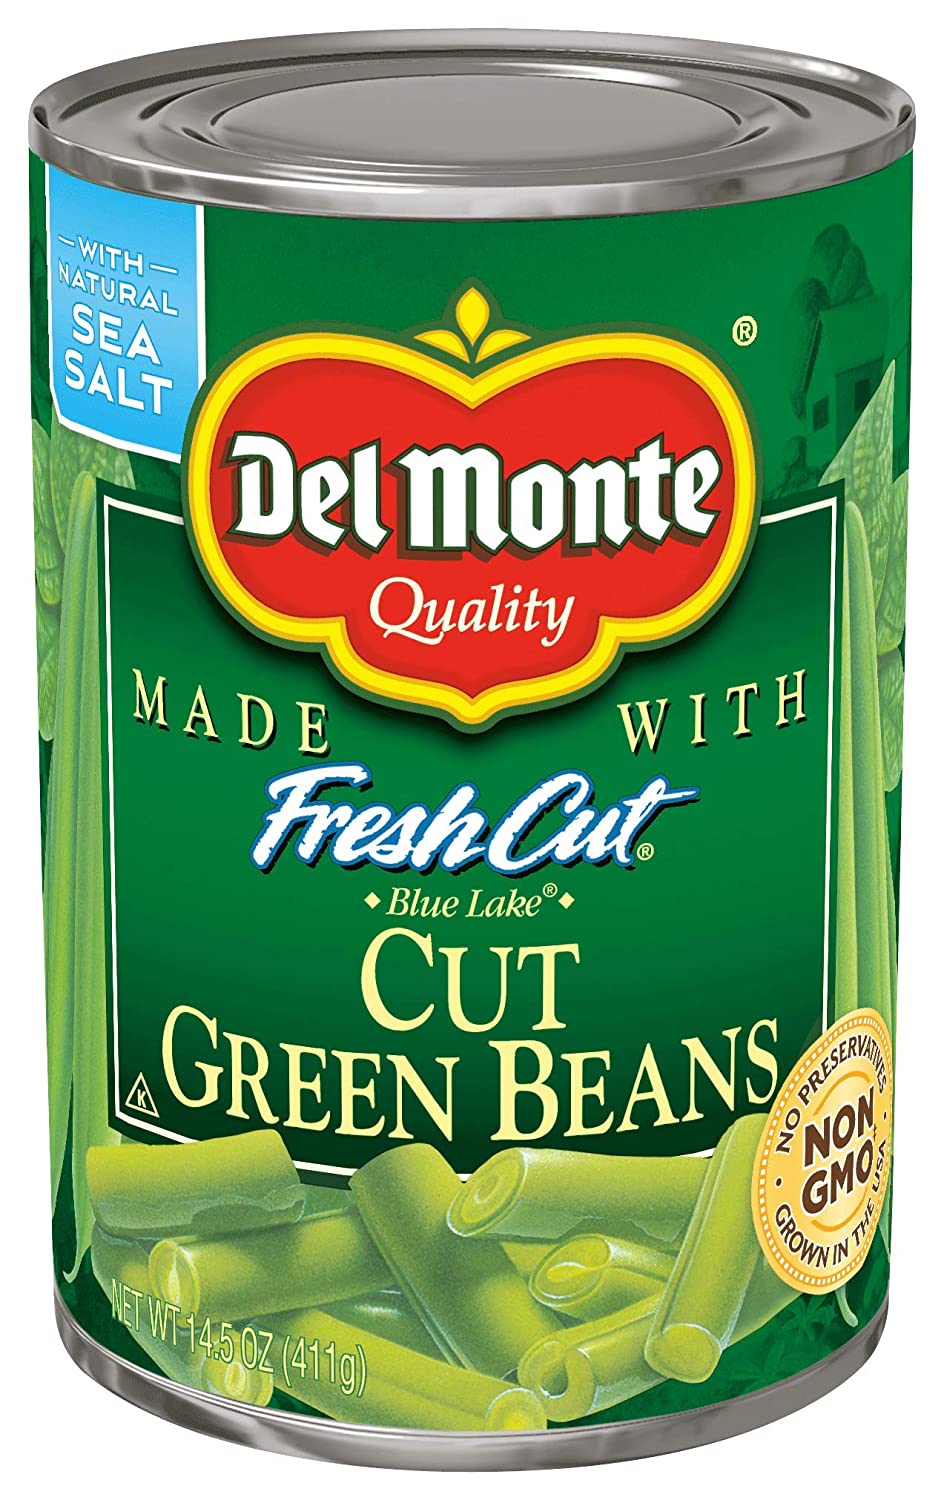 —WITH—
NATURAL
SEA
SALT
®
Del Monte
Quality
MADE WITH
Fresh Cut®
Blue Lake®
CUT
GREEN BEANS
K
NO PRESERVATIVES
NON
GMO
GROWN IN THE USA
NET WT 14.5 OZ (411g)